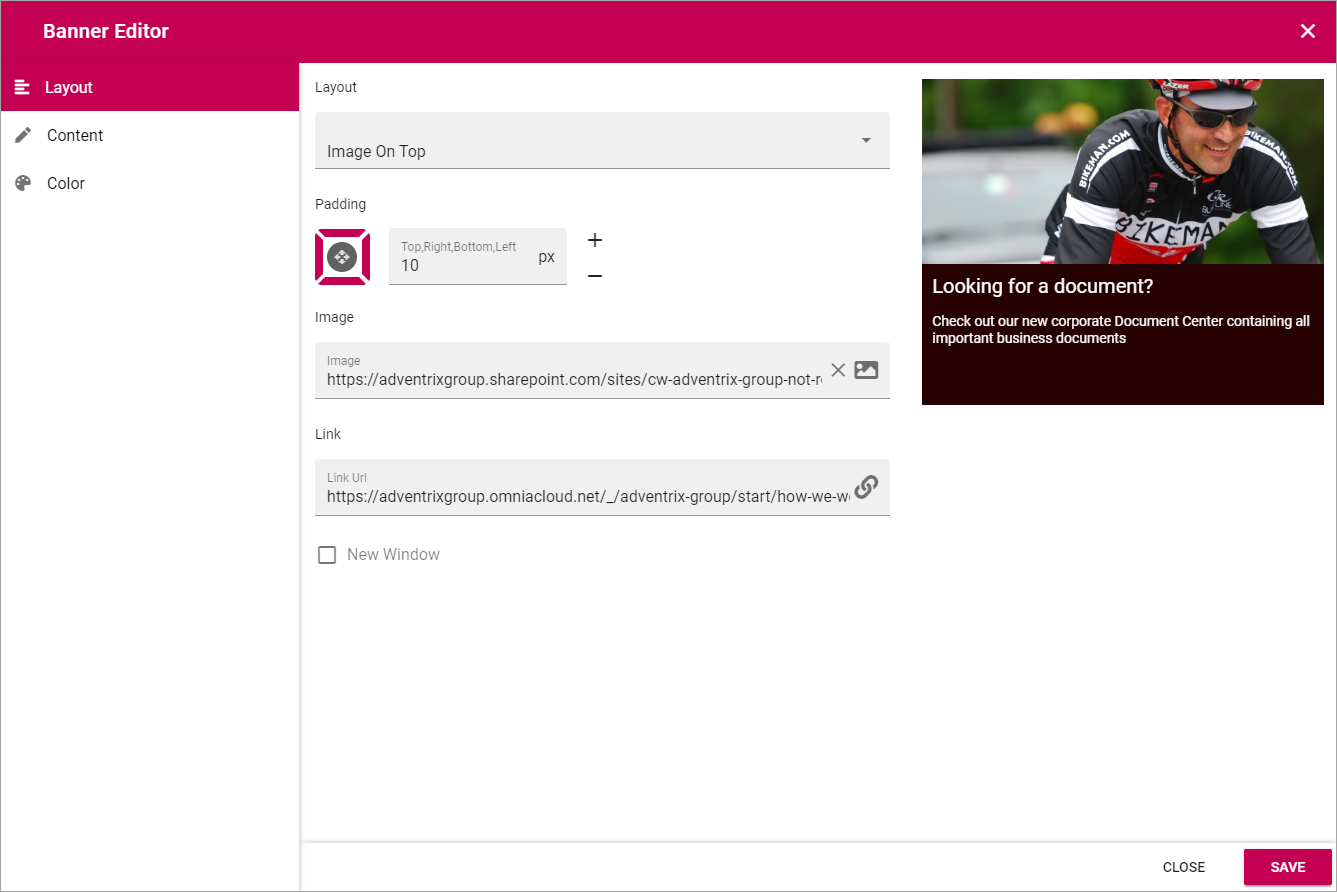 Banner Editor
Layout
Content
Color
Layout
Image On Top
Padding
Top,Right,Bottom,Left
10
px
Image
Image
https://adventrixgroup.sharepoint.com/sites/cw-adventrix-group-not-r
Link
Link Url
https://adventrixgroup.omniacloud.net/_/adventrix-group/start/how-we-w
New Window
LAZER
BIKEMAN.COM
BIKEMAN.COM
BIKEMAN
Looking for a document?
Check out our new corporate Document Center containing all
important business documents
CLOSE
SAVE